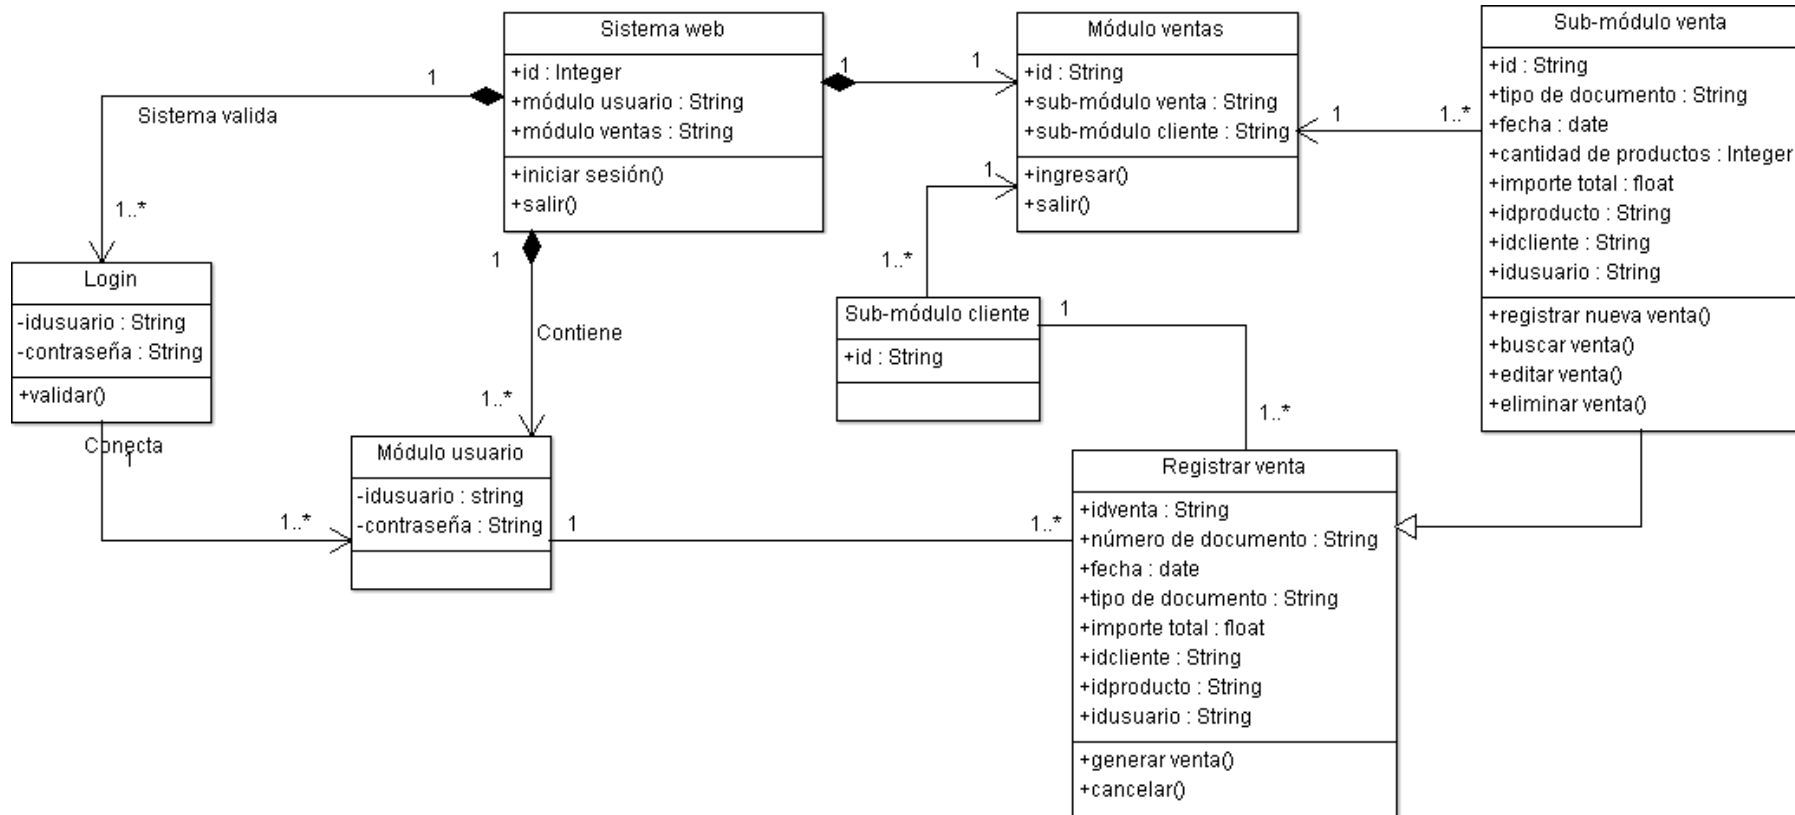 Sistema web
+id : Integer
+módulo usuario : String
+módulo ventas : String
+iniciar sesión()
+salir()
Módulo ventas
+id : String
+sub-módulo venta : String
+sub-módulo cliente : String
+ingresar()
+salir()
Sub-módulo venta
+id : String
+tipo de documento : String
+fecha : date
+cantidad de productos : Integer
+importe total : float
+idproducto : String
+idcliente : String
+idusuario : String
+registrar nueva venta()
+buscar venta()
+editar venta()
+eliminar venta()
1
Sistema valida
1..*
1
1
1
1..*
1
1..*
1
Contiene
1..*
Login
-idusuario : String
-contraseña : String
+validar()
Conecta
1
1..*
Sub-módulo cliente
+id : String
1
1..*
Módulo usuario
-idusuario : string
-contraseña : String
1
1..*
Registrar venta
+idventa : String
+número de documento : String
+fecha : date
+tipo de documento : String
+importe total : float
+idcliente : String
+idproducto : String
+idusuario : String
+generar venta()
+cancelar()